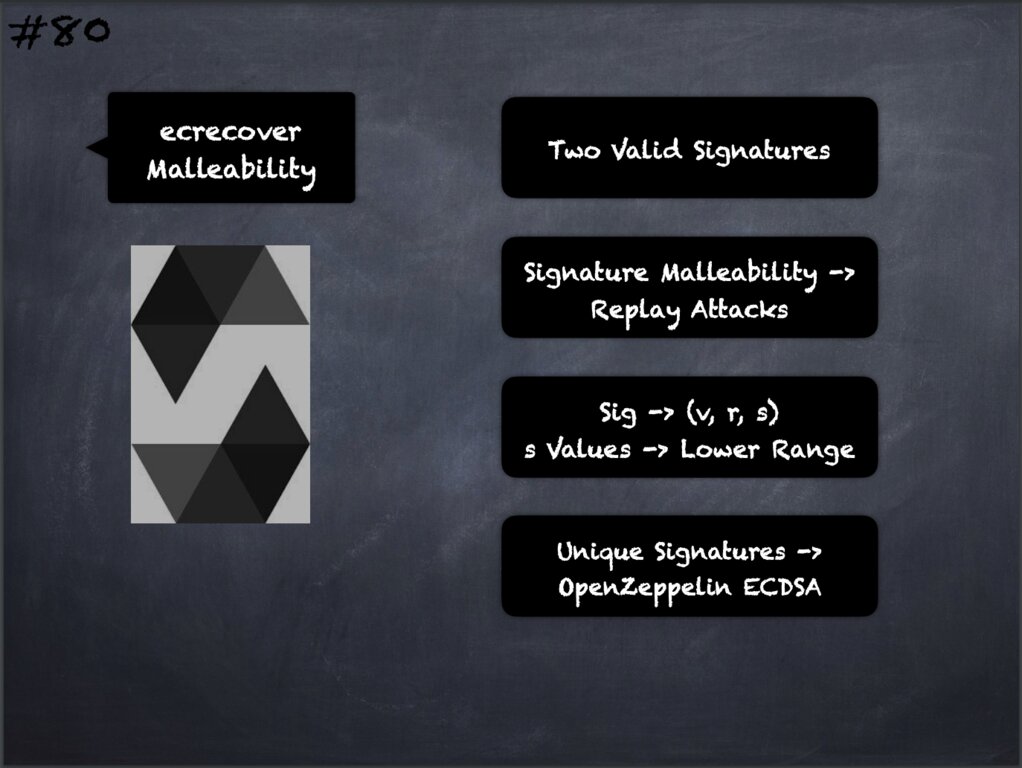 #80
ecrecover
Malleability
Two Valid Signatures
Signature Malleability ->
Replay Attacks
Sig -> (v, r, s)
s Values -> Lower Range
Unique Signatures ->
OpenZeppelin ECDSA